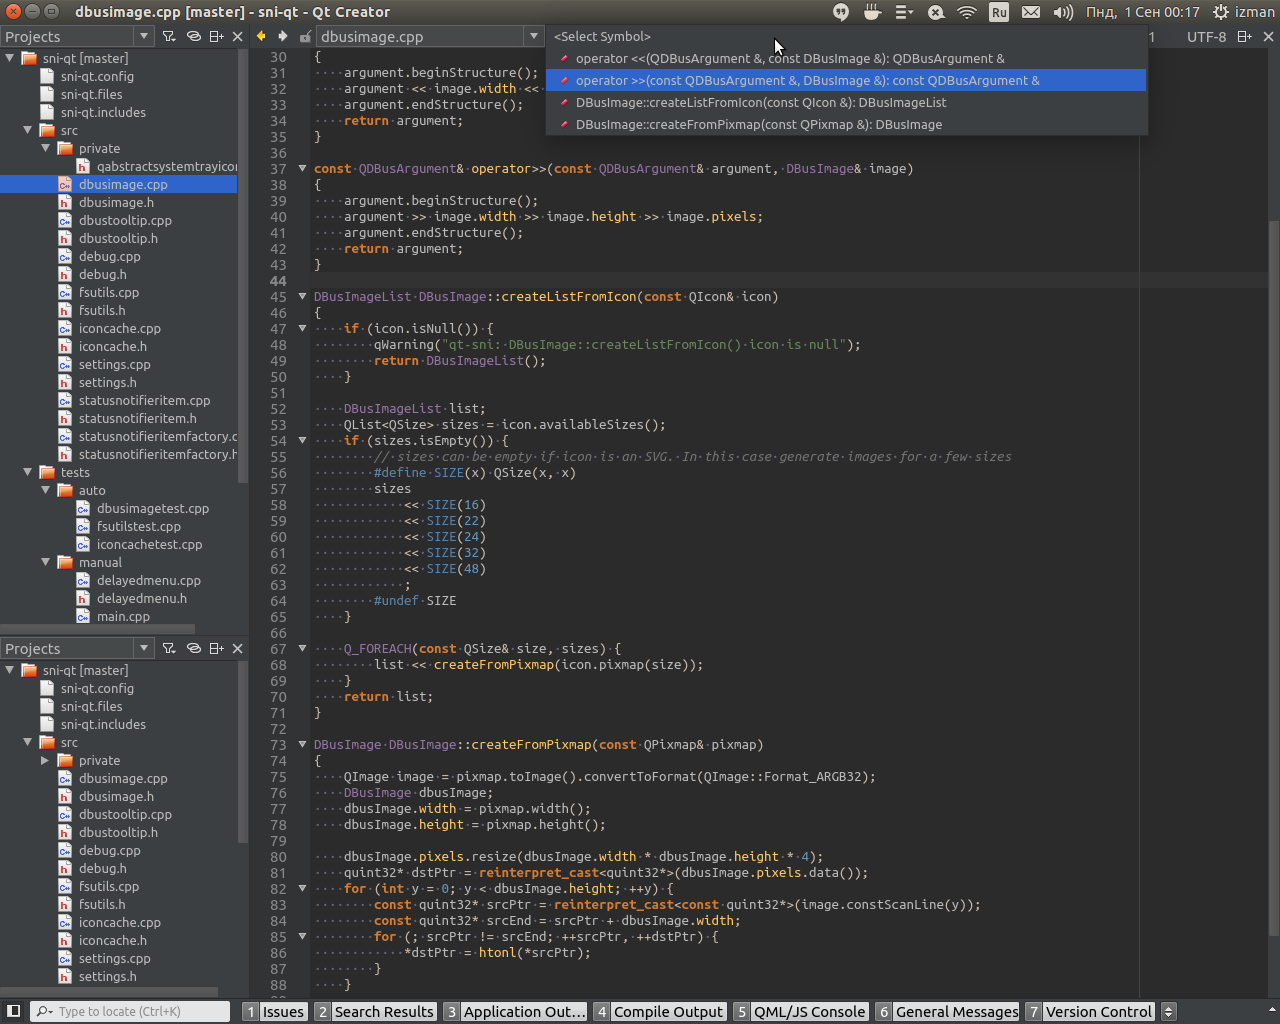 dbusimage.cpp [master] - sni-qt - Qt Creator
Ru
Пнд, 1 Сен 00:17
izman
Projects
dbusimage.cpp
<Select Symbol>
1
UTF-8
operator <<(QDBusArgument &, const DBusImage &): QDBusArgument &
operator >>(const QDBusArgument &, DBusImage &): const QDBusArgument &
DBusImage::createListFromIcon(const QIcon &): DBusImageList
DBusImage::createFromPixmap(const QPixmap &): DBusImage
sni-qt [master]
sni-qt.config
sni-qt.files
sni-qt.includes
src
private
qabstractsystemtrayicon
dbusimage.cpp
dbusimage.h
dbustooltip.cpp
dbustooltip.h
debug.cpp
debug.h
fsutils.cpp
fsutils.h
iconcache.cpp
iconcache.h
settings.cpp
settings.h
statusnotifieritem.cpp
statusnotifieritem.h
statusnotifieritemfactory.c
statusnotifieritemfactory.h
tests
auto
dbusimagetest.cpp
fsutilstest.cpp
iconcachetest.cpp
manual
delayedmenu.cpp
delayedmenu.h
main.cpp
Projects
sni-qt [master]
sni-qt.config
sni-qt.files
sni-qt.includes
src
private
dbusimage.cpp
dbusimage.h
dbustooltip.cpp
dbustooltip.h
debug.cpp
debug.h
fsutils.cpp
fsutils.h
iconcache.cpp
iconcache.h
settings.cpp
settings.h
30 {
31 argument.beginStructure();
32 argument << image.width <<
33 argument.endStructure();
34 return argument;
35 }
36
37 const QDBusArgument& operator>>(const QDBusArgument& argument, DBusImage& image)
38 {
39 argument.beginStructure();
40 argument >> image.width >> image.height >> image.pixels;
41 argument.endStructure();
42 return argument;
43 }
44
45 DBusImageList DBusImage::createListFromIcon(const QIcon& icon)
46 {
47 if (icon.isNull()) {
48 qWarning("qt-sni: DBusImage::createListFromIcon() icon is null");
49 return DBusImageList();
50 }
51
52 DBusImageList list;
53 QList<QSize> sizes = icon.availableSizes();
54 if (sizes.isEmpty()) {
55 // sizes can be empty if icon is an SVG. In this case generate images for a few sizes
56 #define SIZE(x) QSize(x, x)
57 sizes
58 << SIZE(16)
59 << SIZE(22)
60 << SIZE(24)
61 << SIZE(32)
62 << SIZE(48)
63 ;
64 #undef SIZE
65 }
66
67 Q_FOREACH(const QSize& size, sizes) {
68 list << createFromPixmap(icon.pixmap(size));
69 }
70 return list;
71 }
72
73 DBusImage DBusImage::createFromPixmap(const QPixmap& pixmap)
74 {
75 QImage image = pixmap.toImage().convertToFormat(QImage::Format_ARGB32);
76 DBusImage dbusImage;
77 dbusImage.width = pixmap.width();
78 dbusImage.height = pixmap.height();
79
80 dbusImage.pixels.resize(dbusImage.width * dbusImage.height * 4);
81 quint32* dstPtr = reinterpret_cast<quint32*>(dbusImage.pixels.data());
82 for (int y = 0; y < dbusImage.height; ++y) {
83 const quint32* srcPtr = reinterpret_cast<const quint32*>(image.constScanLine(y));
84 const quint32* srcEnd = srcPtr + dbusImage.width;
85 for (; srcPtr != srcEnd; ++srcPtr, ++dstPtr) {
86 *dstPtr = htonl(*srcPtr);
87 }
88 }
Type to locate (Ctrl+K)
1 Issues
2 Search Results
3 Application Out...
4 Compile Output
5 QML/JS Console
6 General Messages
7 Version Control